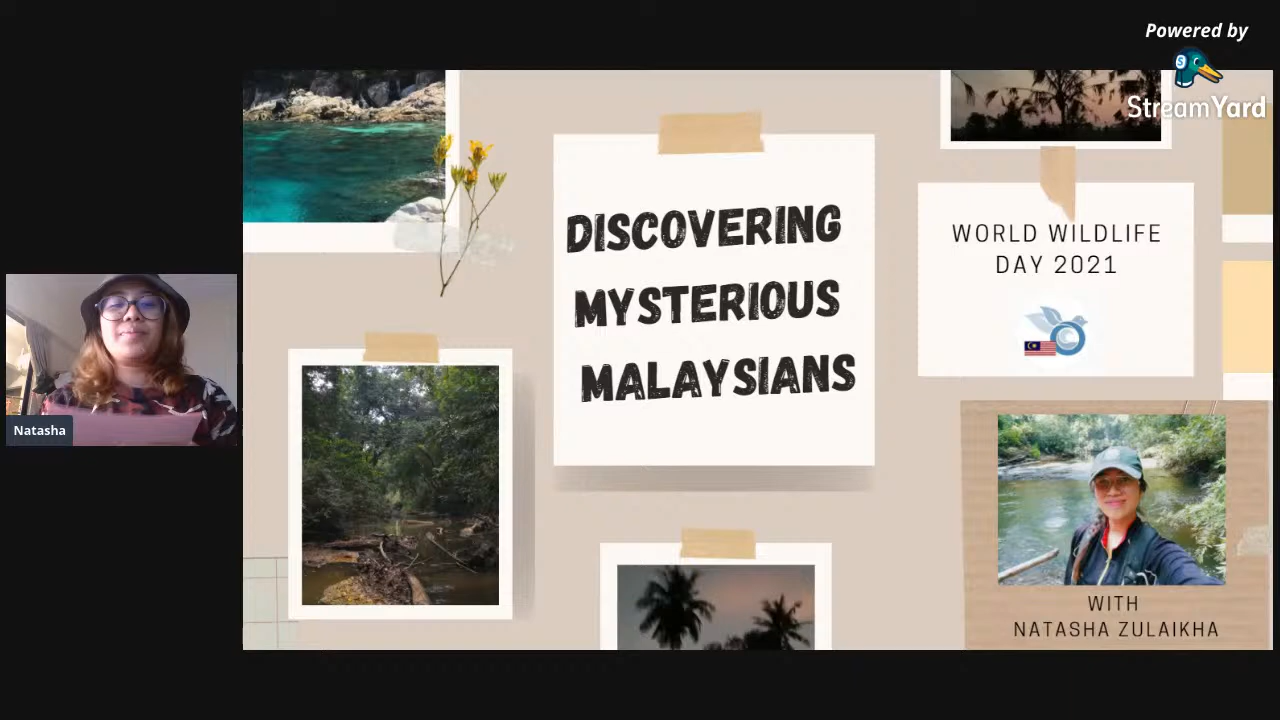 Powered by
StreamYard
DISCOVERING
MYSTERIOUS
MALAYSIANS
WORLD WILDLIFE
DAY 2021
Natasha
WITH
NATASHA ZULAIKHA